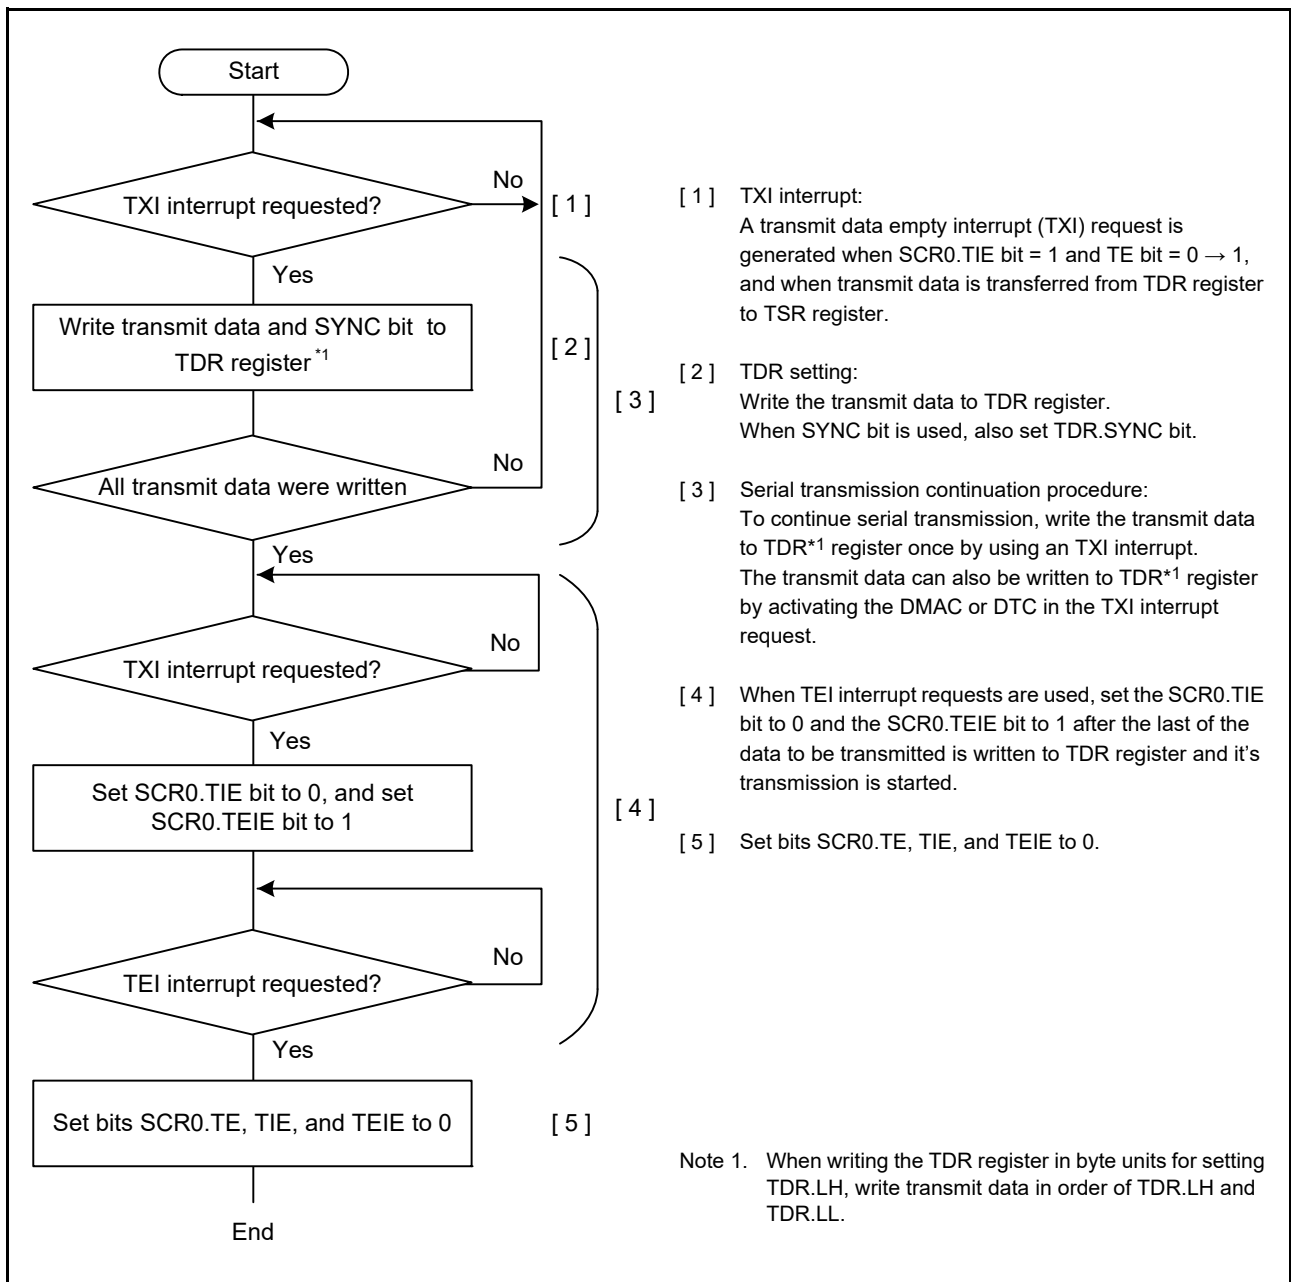 Start
TXI interrupt requested?
No
[ 1 ]
Yes
Write transmit data and SYNC bit  to
TDR register *1
[ 2 ]
[ 3 ]
All transmit data were written
No
Yes
TXI interrupt requested?
No
Yes
Set SCR0.TIE bit to 0, and set
SCR0.TEIE bit to 1
[ 4 ]
TEI interrupt requested?
No
Yes
Set bits SCR0.TE, TIE, and TEIE to 0
[ 5 ]
End
[ 1 ] TXI interrupt:
A transmit data empty interrupt (TXI) request is
generated when SCR0.TIE bit = 1 and TE bit = 0 → 1,
and when transmit data is transferred from TDR register
to TSR register.
[ 2 ] TDR setting:
Write the transmit data to TDR register.
When SYNC bit is used, also set TDR.SYNC bit.
[ 3 ] Serial transmission continuation procedure:
To continue serial transmission, write the transmit data
to TDR*1 register once by using an TXI interrupt.
The transmit data can also be written to TDR*1 register
by activating the DMAC or DTC in the TXI interrupt
request.
[ 4 ] When TEI interrupt requests are used, set the SCR0.TIE
bit to 0 and the SCR0.TEIE bit to 1 after the last of the
data to be transmitted is written to TDR register and it's
transmission is started.
[ 5 ] Set bits SCR0.TE, TIE, and TEIE to 0.
Note 1. When writing the TDR register in byte units for setting
TDR.LH, write transmit data in order of TDR.LH and
TDR.LL.